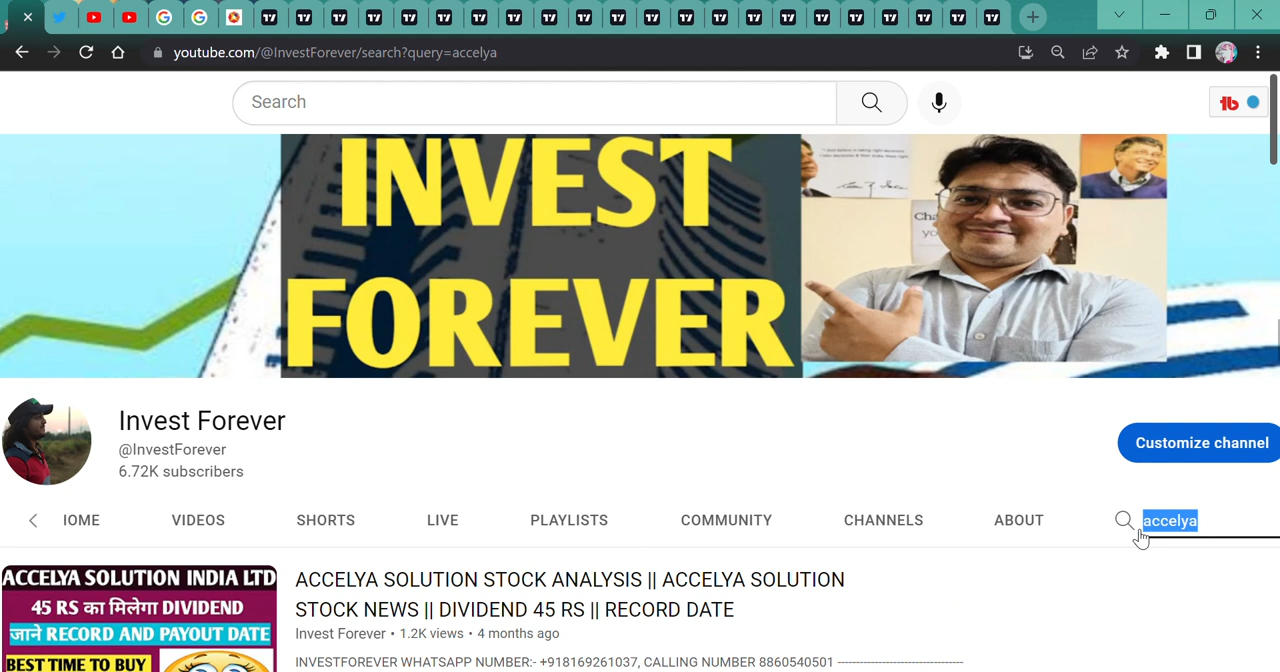 youtube.com/@InvestForever/search?query=accelya
Search
INVEST
FOREVER
Invest Forever
@InvestForever
6.72K subscribers
Customize channel
IOME VIDEOS SHORTS LIVE PLAYLISTS COMMUNITY CHANNELS ABOUT accelya
ACCELYA SOLUTION INDIA LTD
45 RS का मिलेगा DIVIDEND
जाने RECORD AND PAYOUT DATE
BEST TIME TO BUY
ACCELYA SOLUTION STOCK ANALYSIS || ACCELYA SOLUTION
STOCK NEWS || DIVIDEND 45 RS || RECORD DATE
Invest Forever • 1.2K views • 4 months ago
INVESTFOREVER WHATSAPP NUMBER:- +918169261037, CALLING NUMBER 8860540501 ---------------------------------